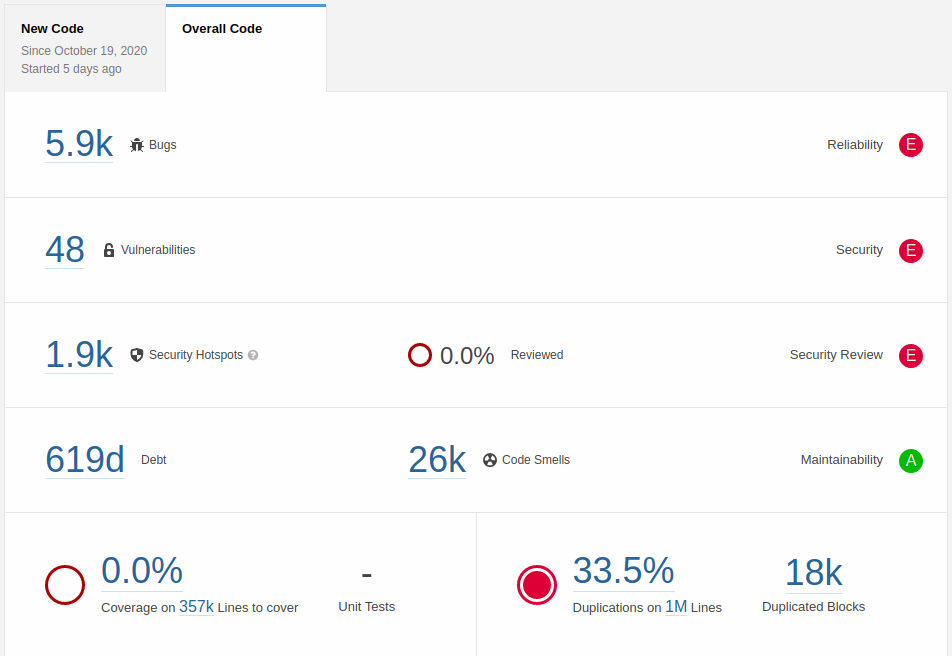 New Code
Since October 19, 2020
Started 5 days ago
Overall Code
5.9k Bugs Reliability E
48 Vulnerabilities Security E
1.9k Security Hotspots ? 0.0% Reviewed Security Review E
619d Debt 26k Code Smells Maintainability A
0.0% - 33.5% 18k
Coverage on 357k Lines to cover Unit Tests Duplications on 1M Lines Duplicated Blocks